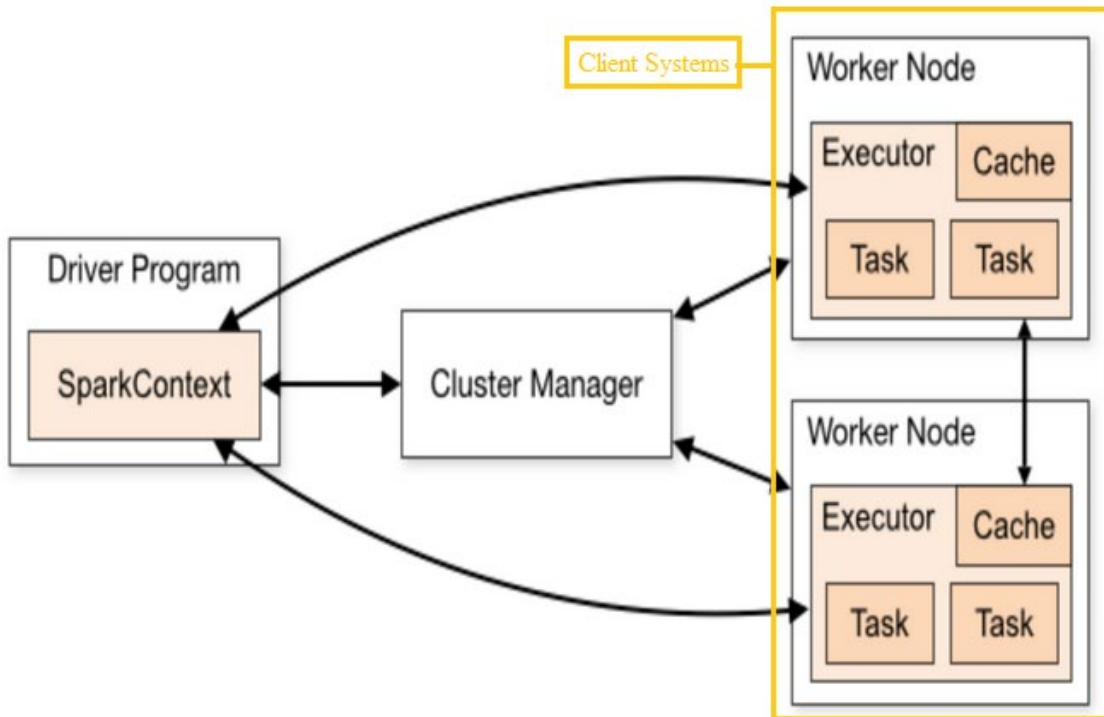 Client Systems
Worker Node
Executor
Cache
Task
Task
Driver Program
SparkContext
Cluster Manager
Worker Node
Executor
Cache
Task
Task